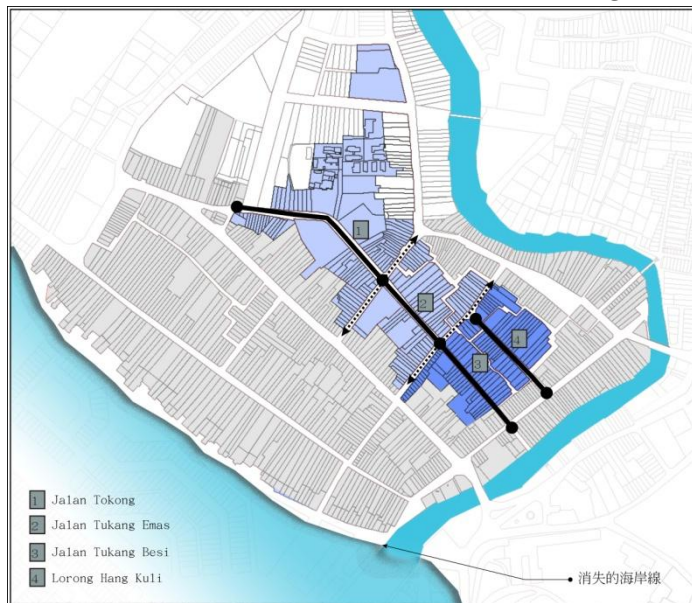 1
2
3
4
1 Jalan Tokong
2 Jalan Tukang Emas
3 Jalan Tukang Besi
4 Lorong Hang Kuli
消失的海岸線